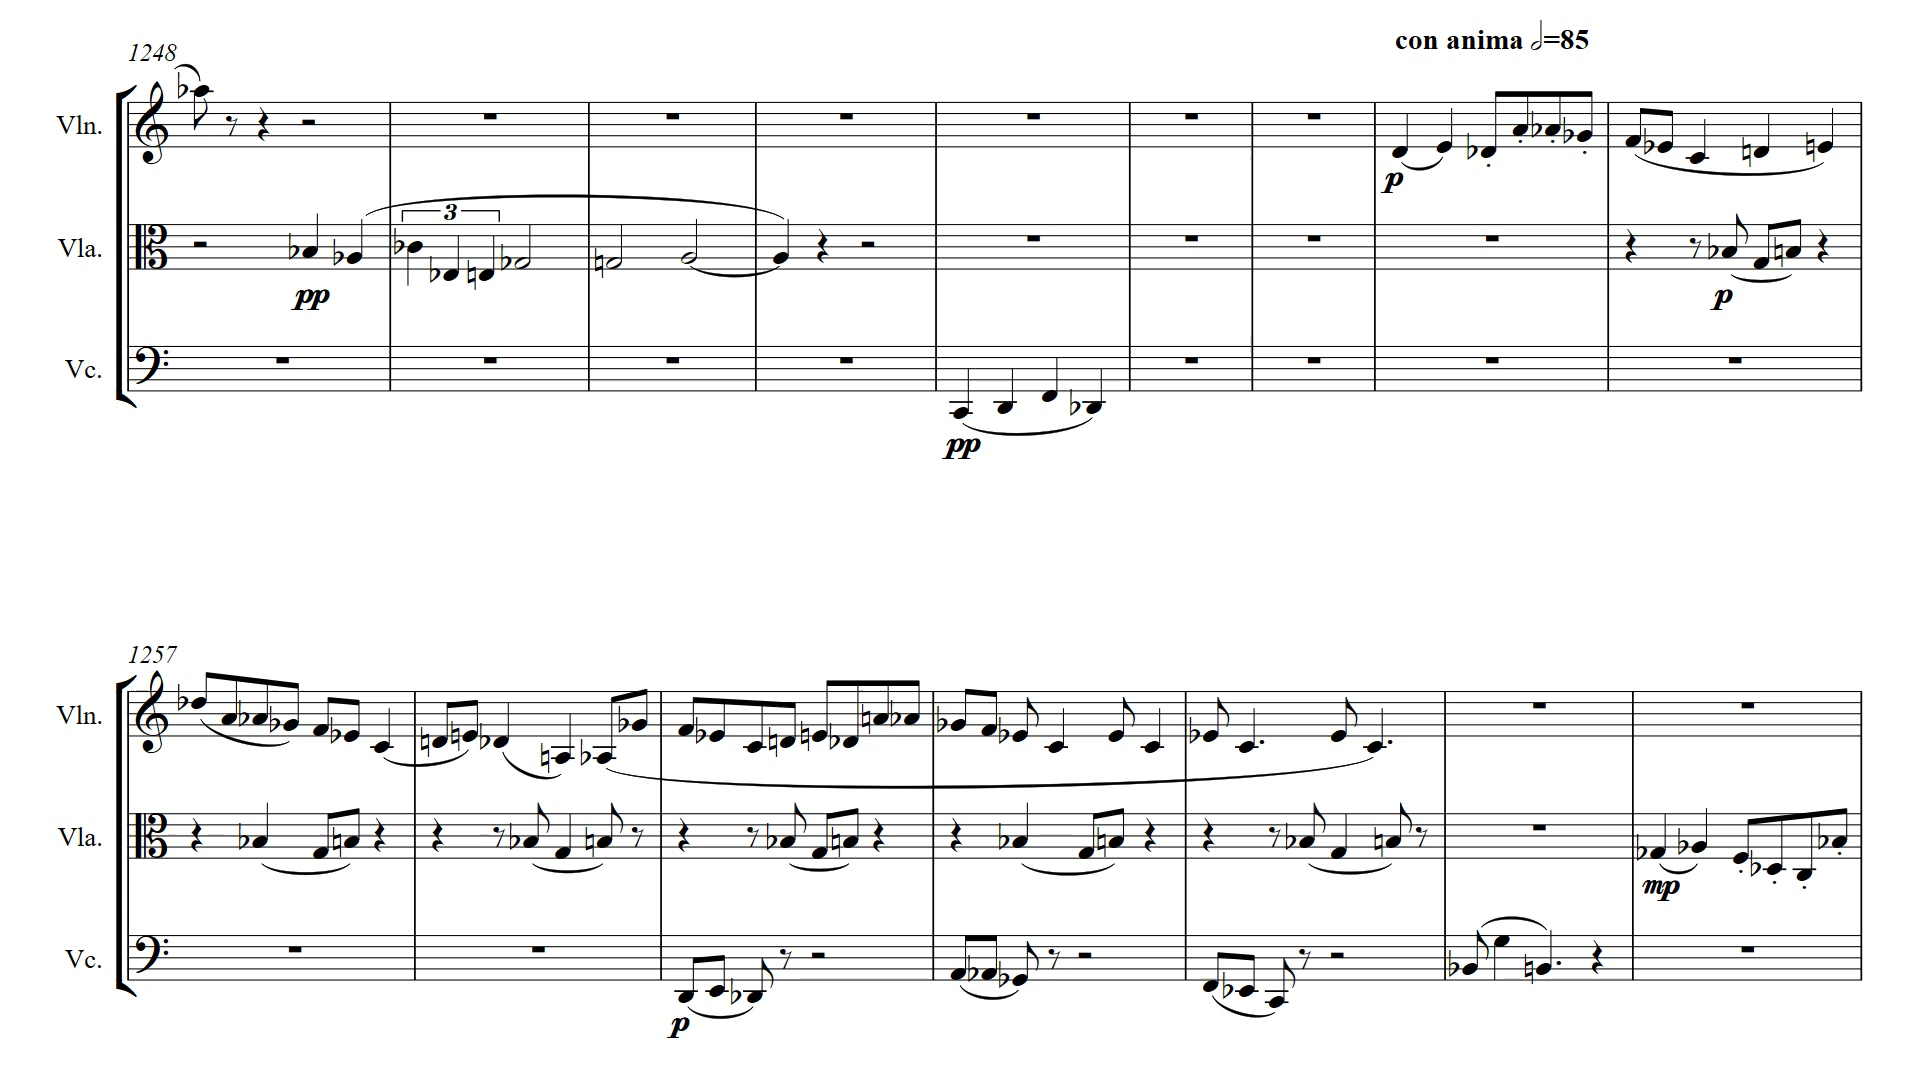 con anima 𝅗𝅥=85
1248
Vln.
3
Vla.
pp
p
p
Vc.
pp
1257
Vln.
Vla.
mp
Vc.
p